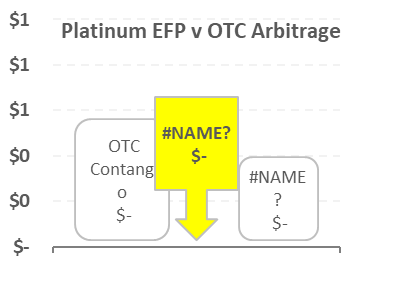 $1
Platinum EFP v OTC Arbitrage
$1
$1
#NAME?
$-
OTC
Contang
o
$-
$0
#NAME
?
$-
$0
$-